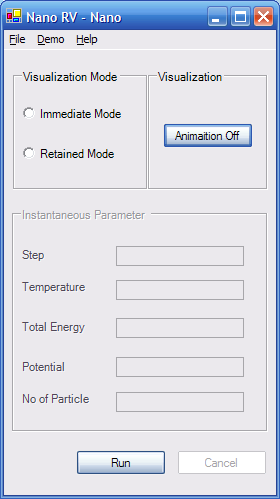 Nano RV - Nano
File Demo Help
Visualization Mode
Visualization
Immediate Mode
Animaition Off
Retained Mode
Instantaneous Parameter
Step
Temperature
Total Energy
Potential
No of Particle
Run
Cancel